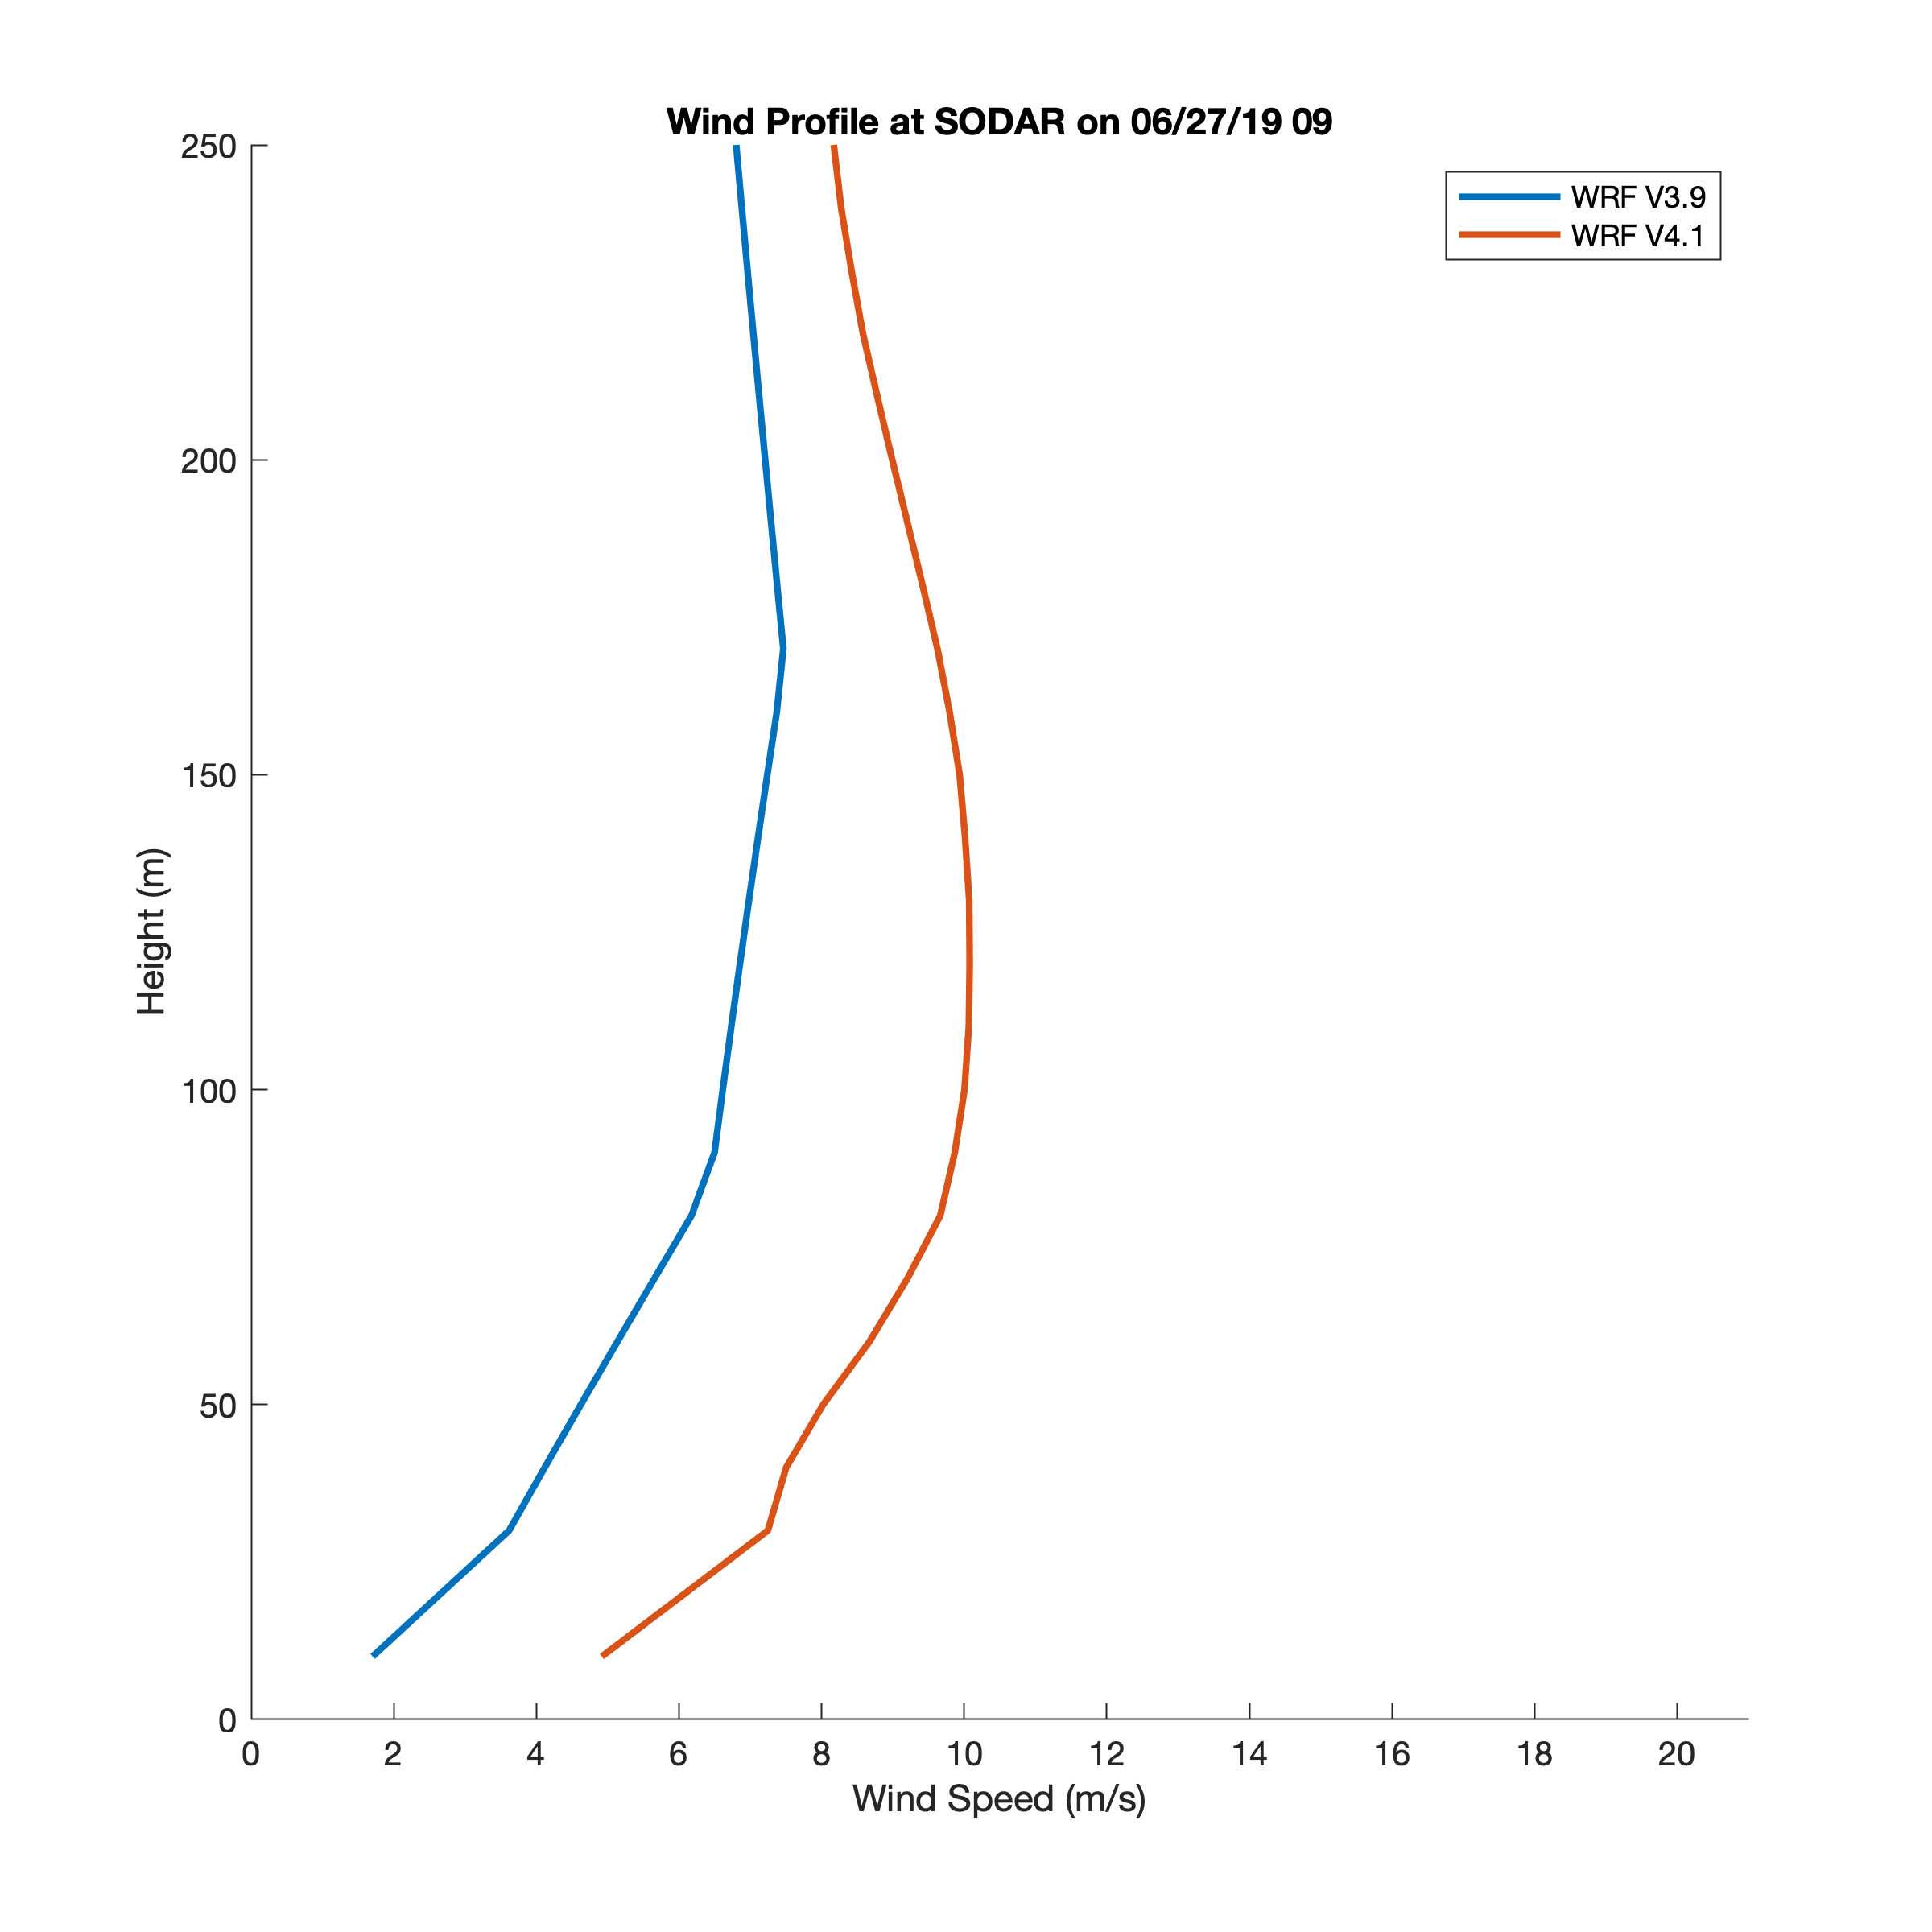 Wind Profile at SODAR on 06/27/19 09
250
WRF V3.9
WRF V4.1
200
150
Height (m)
100
50
0
0 2 4 6 8 10 12 14 16 18 20
Wind Speed (m/s)